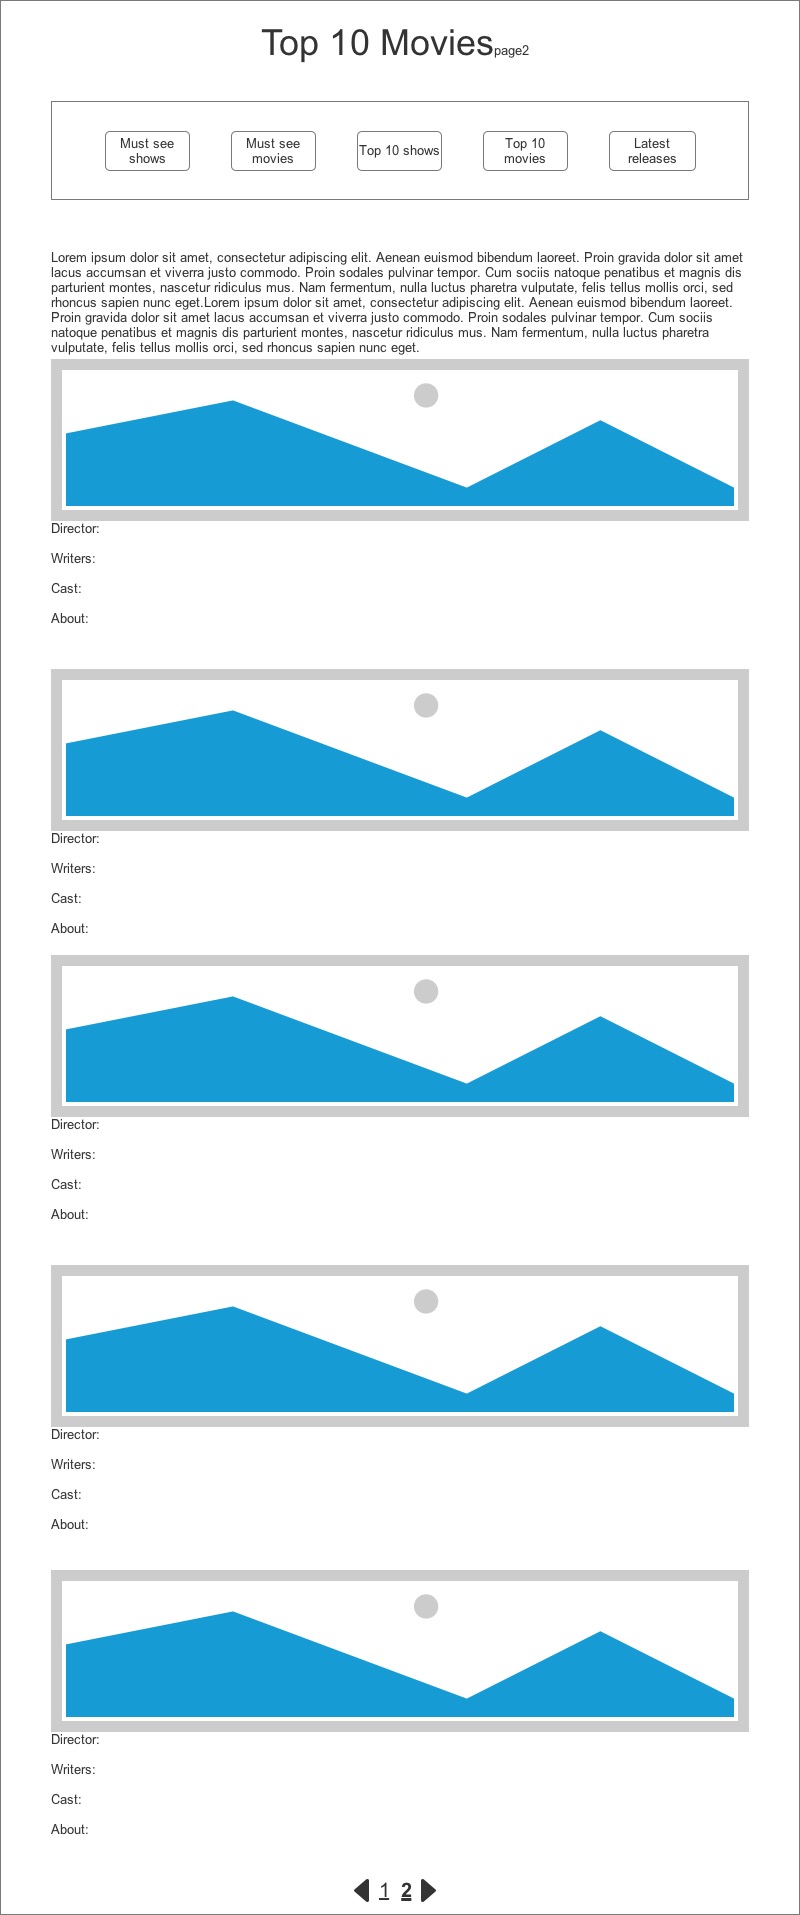 Top 10 Moviespage2
Must see
shows
Must see
movies
Top 10 shows
Top 10
movies
Latest
releases
Lorem ipsum dolor sit amet, consectetur adipiscing elit. Aenean euismod bibendum laoreet. Proin gravida dolor sit amet
lacus accumsan et viverra justo commodo. Proin sodales pulvinar tempor. Cum sociis natoque penatibus et magnis dis
parturient montes, nascetur ridiculus mus. Nam fermentum, nulla luctus pharetra vulputate, felis tellus mollis orci, sed
rhoncus sapien nunc eget.Lorem ipsum dolor sit amet, consectetur adipiscing elit. Aenean euismod bibendum laoreet.
Proin gravida dolor sit amet lacus accumsan et viverra justo commodo. Proin sodales pulvinar tempor. Cum sociis
natoque penatibus et magnis dis parturient montes, nascetur ridiculus mus. Nam fermentum, nulla luctus pharetra
vulputate, felis tellus mollis orci, sed rhoncus sapien nunc eget.
Director:
Writers:
Cast:
About:
Director:
Writers:
Cast:
About:
Director:
Writers:
Cast:
About:
Director:
Writers:
Cast:
About:
Director:
Writers:
Cast:
About:
1 2